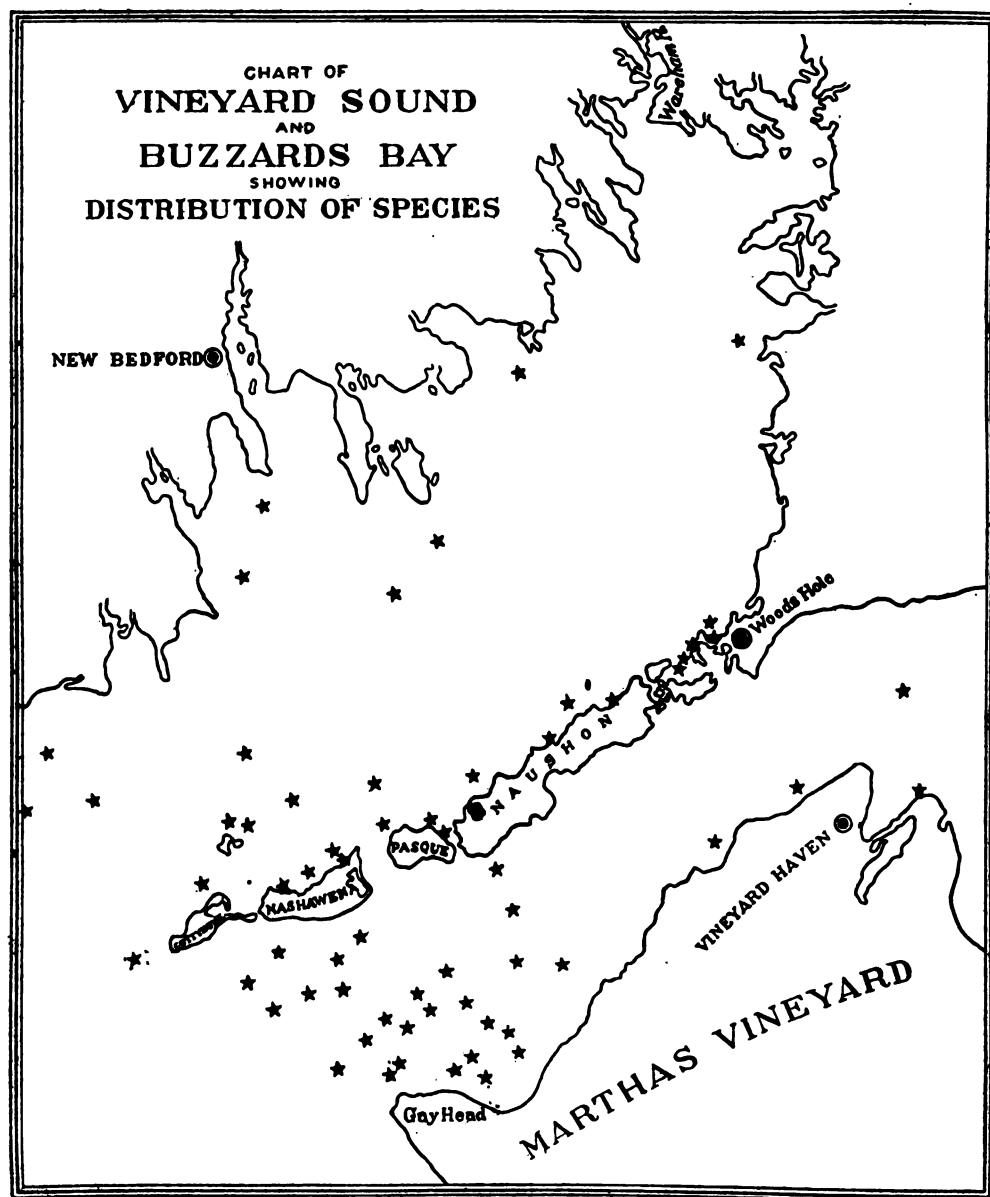 CHART OF
VINEYARD SOUND
AND
BUZZARDS BAY
SHOWING
DISTRIBUTION OF SPECIES
Wareham R.
NEW BEDFORD
Woods Hole
NAUSHON
PASQUE
NASHAWENA
VINEYARD HAVEN
MARTHAS VINEYARD
Gay Head